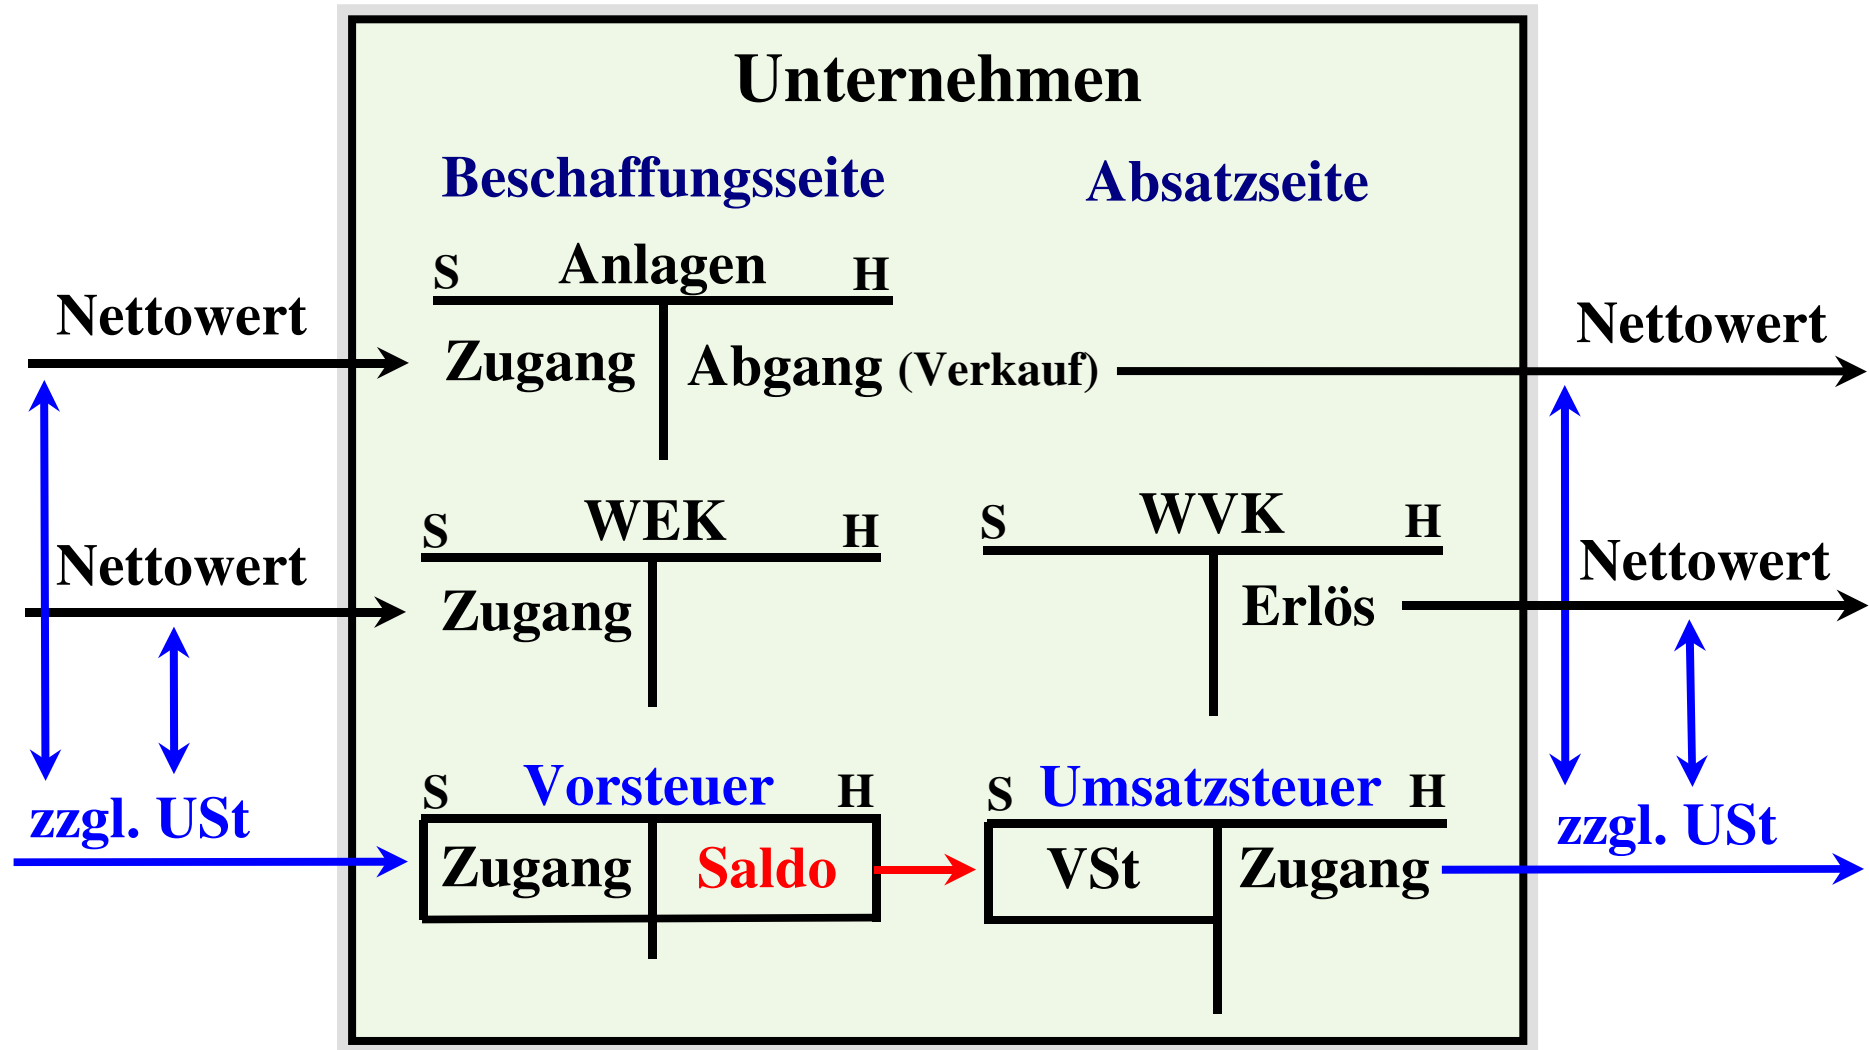 Unternehmen
Beschaffungsseite Absatzseite
S Anlagen H
Nettowert Nettowert
Zugang Abgang (Verkauf)
S WEK H S WVK H
Nettowert Nettowert
Zugang Erlös
S Vorsteuer H S Umsatzsteuer H
zzgl. USt zzgl. USt
Zugang Saldo VSt Zugang